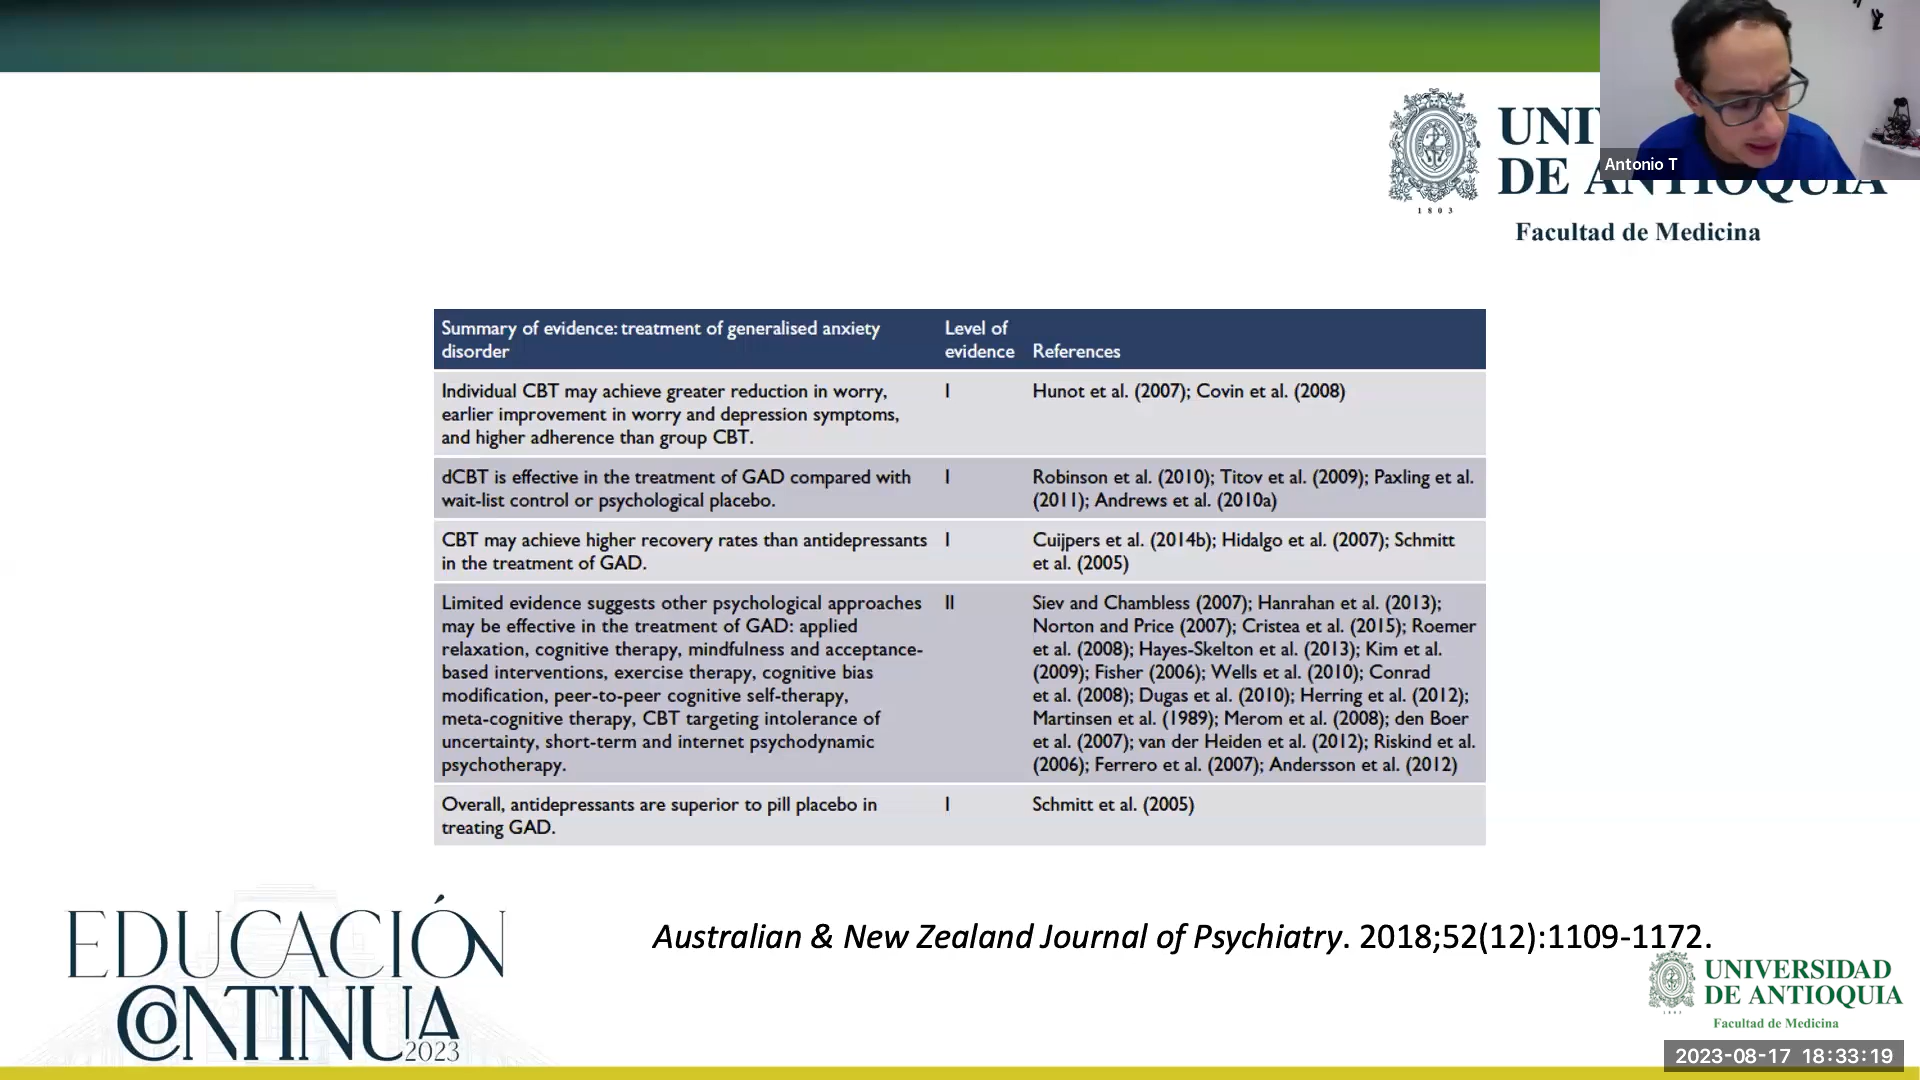 UNI
DE ANTIOQUIA
1803
Facultad de Medicina
Antonio T
Summary of evidence: treatment of generalised anxiety disorder
Level of evidence
References
Individual CBT may achieve greater reduction in worry,
earlier improvement in worry and depression symptoms,
and higher adherence than group CBT.
I
Hunot et al. (2007); Covin et al. (2008)
dCBT is effective in the treatment of GAD compared with
wait-list control or psychological placebo.
I
Robinson et al. (2010); Titov et al. (2009); Paxling et al.
(2011); Andrews et al. (2010a)
CBT may achieve higher recovery rates than antidepressants
in the treatment of GAD.
I
Cuijpers et al. (2014b); Hidalgo et al. (2007); Schmitt
et al. (2005)
Limited evidence suggests other psychological approaches
may be effective in the treatment of GAD: applied
relaxation, cognitive therapy, mindfulness and acceptance-
based interventions, exercise therapy, cognitive bias
modification, peer-to-peer cognitive self-therapy,
meta-cognitive therapy, CBT targeting intolerance of
uncertainty, short-term and internet psychodynamic
psychotherapy.
II
Siev and Chambless (2007); Hanrahan et al. (2013);
Norton and Price (2007); Cristea et al. (2015); Roemer
et al. (2008); Hayes-Skelton et al. (2013); Kim et al.
(2009); Fisher (2006); Wells et al. (2010); Conrad
et al. (2008); Dugas et al. (2010); Herring et al. (2012);
Martinsen et al. (1989); Merom et al. (2008); den Boer
et al. (2007); van der Heiden et al. (2012); Riskind et al.
(2006); Ferrero et al. (2007); Andersson et al. (2012)
Overall, antidepressants are superior to pill placebo in
treating GAD.
I
Schmitt et al. (2005)
EDUCACIÓN
CONTINUA
2023
Australian & New Zealand Journal of Psychiatry. 2018;52(12):1109-1172.
UNIVERSIDAD
DE ANTIOQUIA
Facultad de Medicina
2023-08-17 18:33:19